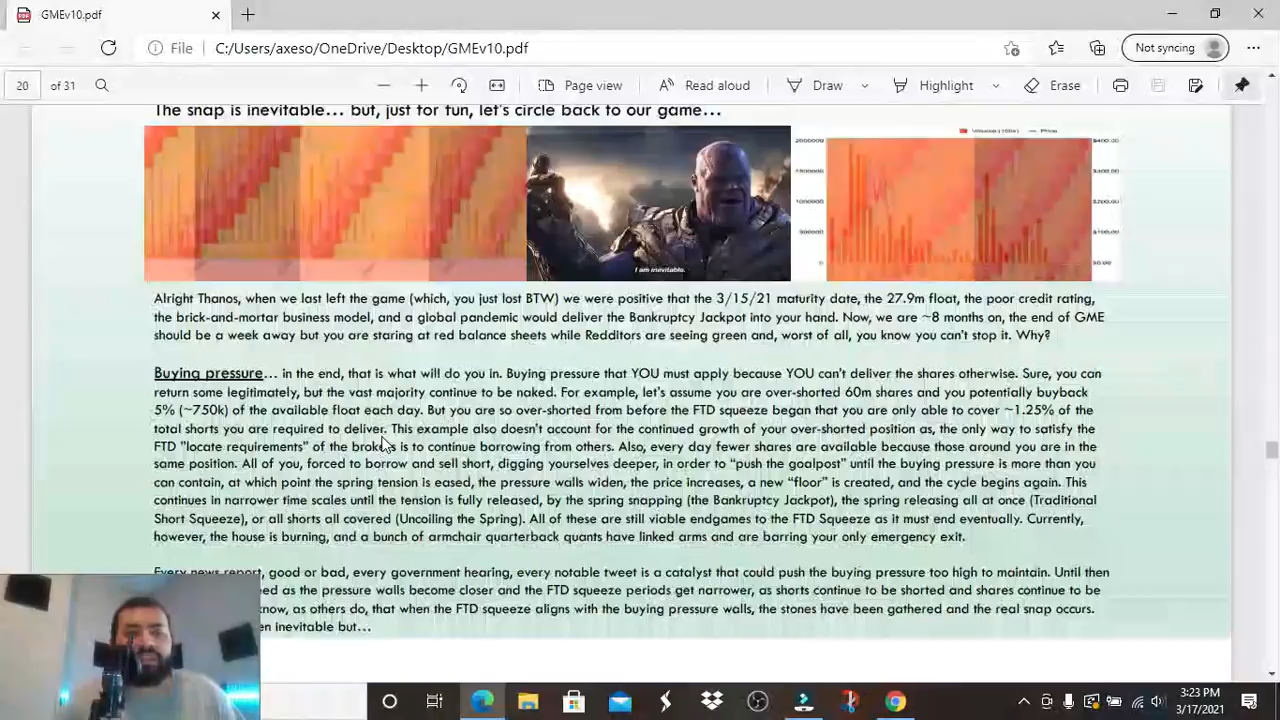 GMEv10.pdf
File
C:/Users/axeso/OneDrive/Desktop/GMEv10.pdf
Not syncing
20 of 31
Page view
Read aloud
Draw
Highlight
Erase
The snap is inevitable... but, just for fun, let's circle back to our game...
Price
2000000
$400.00
1500000
$300.00
1000000
$200.00
500000
$100.00
0
$0.00
I am inevitable.
Alright Thanos, when we last left the game (which, you just lost BTW) we were positive that the 3/15/21 maturity date, the 27.9m float, the poor credit rating,
the brick-and-mortar business model, and a global pandemic would deliver the Bankruptcy Jackpot into your hand. Now, we are ~8 months on, the end of GME
should be a week away but you are staring at red balance sheets while Redditors are seeing green and, worst of all, you know you can't stop it. Why?
Buying pressure... in the end, that is what will do you in. Buying pressure that YOU must apply because YOU can't deliver the shares otherwise. Sure, you can
return some legitimately, but the vast majority continue to be naked. For example, let's assume you are over-shorted 60m shares and you potentially buyback
5% (~750k) of the available float each day. But you are so over-shorted from before the FTD squeeze began that you are only able to cover ~1.25% of the
total shorts you are required to deliver. This example also doesn't account for the continued growth of your over-shorted position as, the only way to satisfy the
FTD "locate requirements" of the brokers is to continue borrowing from others. Also, every day fewer shares are available because those around you are in the
same position. All of you, forced to borrow and sell short, digging yourselves deeper, in order to "push the goalpost" until the buying pressure is more than you
can contain, at which point the spring tension is eased, the pressure walls widen, the price increases, a new "floor" is created, and the cycle begins again. This
continues in narrower time scales until the tension is fully released, by the spring snapping (the Bankruptcy Jackpot), the spring releasing all at once (Traditional
Short Squeeze), or all shorts all covered (Uncoiling the Spring). All of these are still viable endgames to the FTD Squeeze as it must end eventually. Currently,
however, the house is burning, and a bunch of armchair quarterback quants have linked arms and are barring your only emergency exit.
Every news report, good or bad, every government hearing, every notable tweet is a catalyst that could push the buying pressure too high to maintain. Until then
as the pressure walls become closer and the FTD squeeze periods get narrower, as shorts continue to be shorted and shares continue to be
know, as others do, that when the FTD squeeze aligns with the buying pressure walls, the stones have been gathered and the real snap occurs.
inevitable but...
3:23 PM
3/17/2021